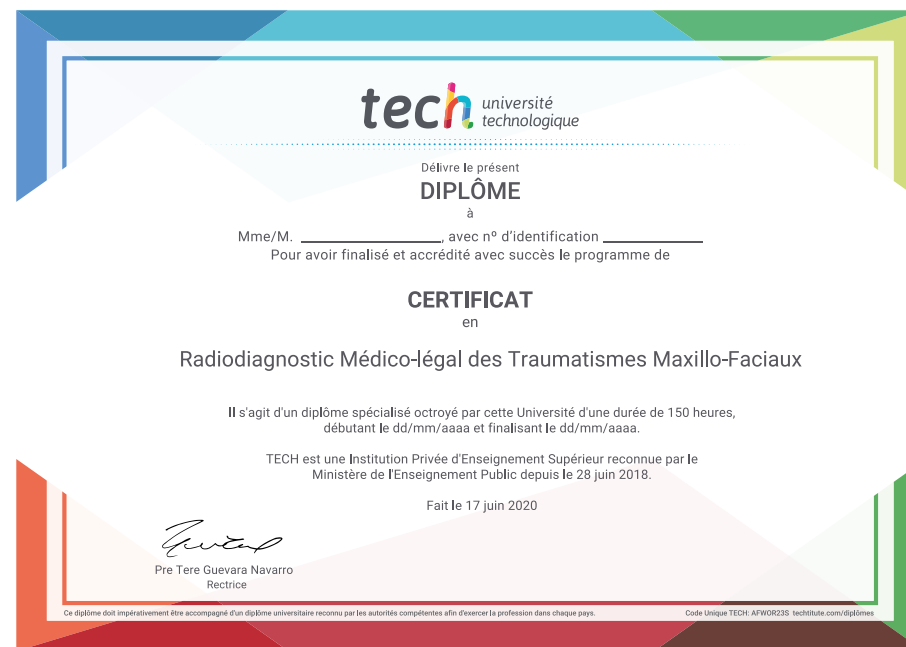 tech université
technologique
Délivre le présent
DIPLÔME
à
Mme/M. ____________________, avec nº d'identification ______________
Pour avoir finalisé et accrédité avec succès le programme de
CERTIFICAT
en
Radiodiagnostic Médico-légal des Traumatismes Maxillo-Faciaux
Il s'agit d'un diplôme spécialisé octroyé par cette Université d'une durée de 150 heures,
débutant le dd/mm/aaaa et finalisant le dd/mm/aaaa.
TECH est une Institution Privée d'Enseignement Supérieur reconnue par le
Ministère de l'Enseignement Public depuis le 28 juin 2018.
Fait le 17 juin 2020
Pre Tere Guevara Navarro
Rectrice
Ce diplôme doit impérativement être accompagné d'un diplôme universitaire reconnu par les autorités compétentes afin d'exercer la profession dans chaque pays.
Code Unique TECH: AFWOR23S techtitute.com/diplômes